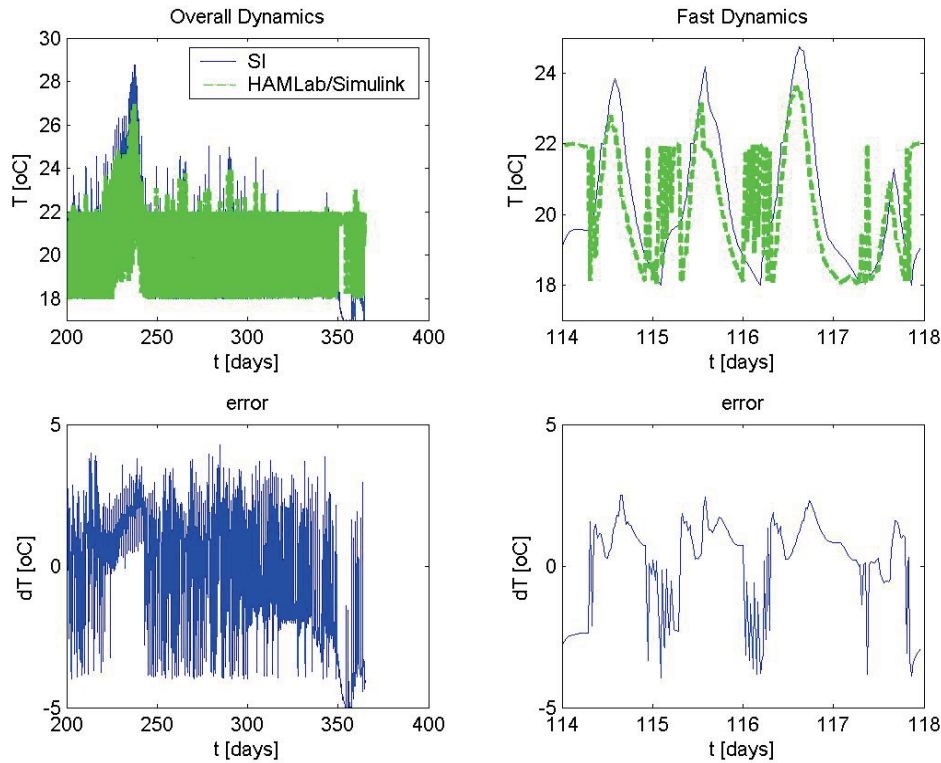 Overall Dynamics
30
28
26
24
22
20
18
T [oC]
SI
HAMLab/Simulink
200
250
300
350
400
t [days]
Fast Dynamics
24
22
20
18
T [oC]
114
115
116
117
118
t [days]
error
5
0
-5
dT [oC]
200
250
300
350
400
t [days]
error
5
0
-5
dT [oC]
114
115
116
117
118
t [days]